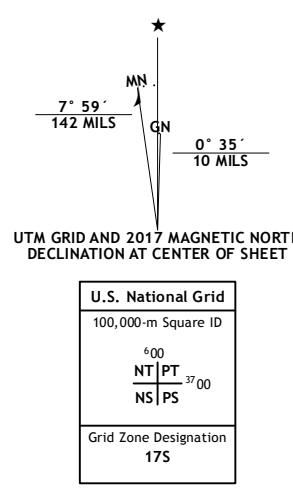 MN
7° 59´
142 MILS
GN
0° 35´
10 MILS
UTM GRID AND 2017 MAGNETIC NORTH
DECLINATION AT CENTER OF SHEET
U.S. National Grid
100,000-m Square ID
600
NT PT
3700
NS PS
Grid Zone Designation
17S